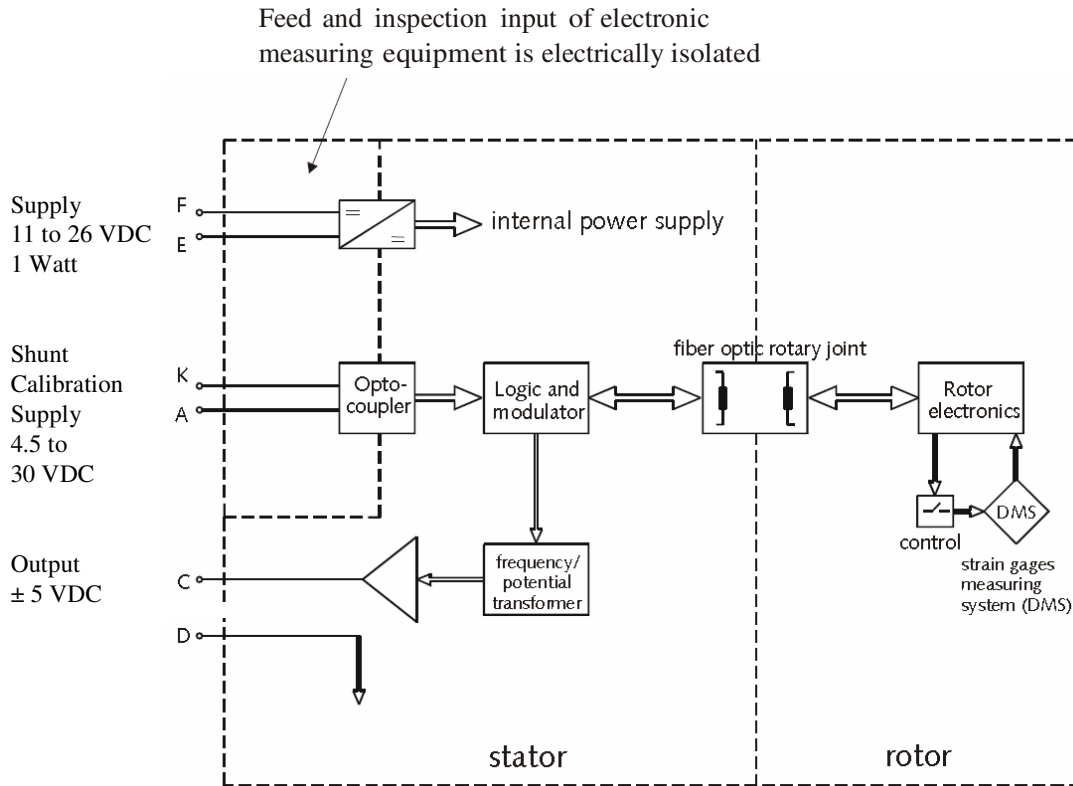 Feed and inspection input of electronic
measuring equipment is electrically isolated
Supply
11 to 26 VDC
1 Watt
F
E
=
=
internal power supply
Shunt
Calibration
Supply
4.5 to
30 VDC
K
A
Opto-
coupler
Logic and
modulator
fiber optic rotary joint
Rotor
electronics
control
DMS
strain gages
measuring
system (DMS)
Output
± 5 VDC
C
D
frequency/
potential
transformer
stator
rotor